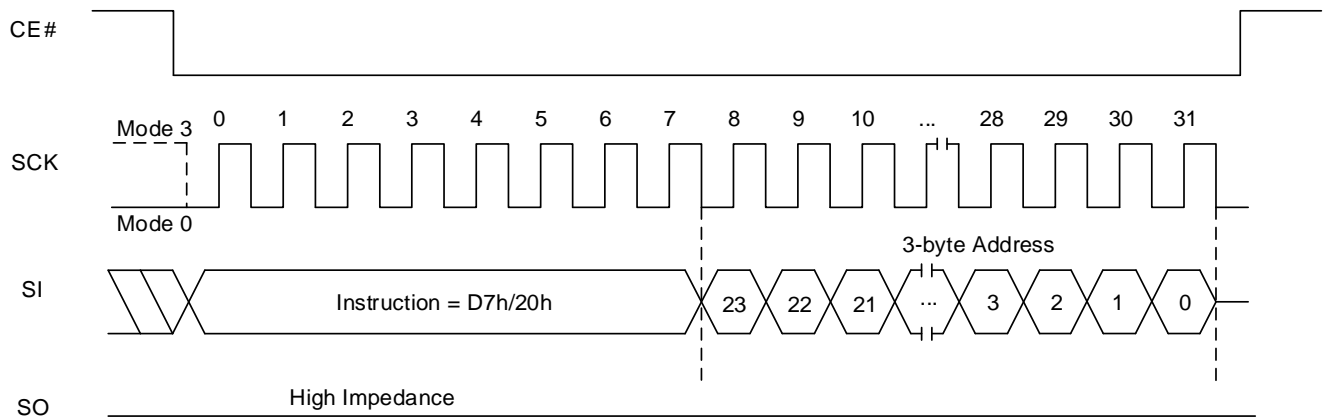 CE#
0 1 2 3 4 5 6 7 8 9 10 ... 28 29 30 31
Mode 3
SCK
Mode 0
3-byte Address
SI
Instruction = D7h/20h 23 22 21 ... 3 2 1 0
High Impedance
SO